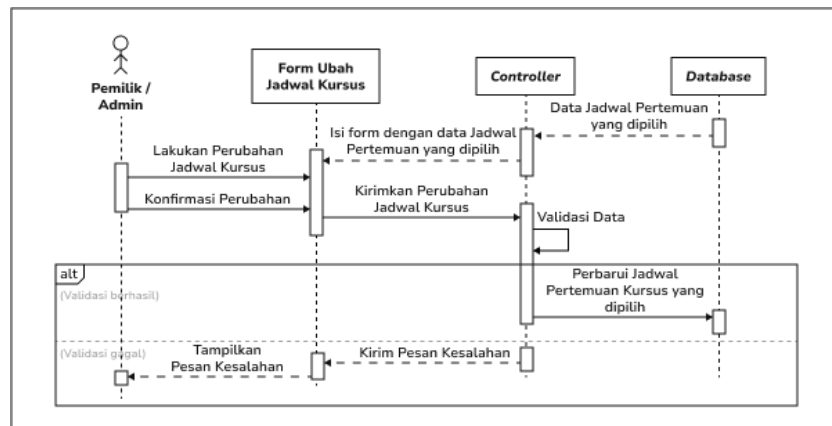 Pemilik /
Admin
Form Ubah
Jadwal Kursus
Controller
Database
Data Jadwal Pertemuan
yang dipilih
Isi form dengan data Jadwal
Pertemuan yang dipilih
Lakukan Perubahan
Jadwal Kursus
Konfirmasi Perubahan
Kirimkan Perubahan
Jadwal Kursus
Validasi Data
alt
(Validasi berhasil)
Perbarui Jadwal
Pertemuan Kursus yang
dipilih
(Validasi gagal)
Tampilkan
Pesan Kesalahan
Kirim Pesan Kesalahan